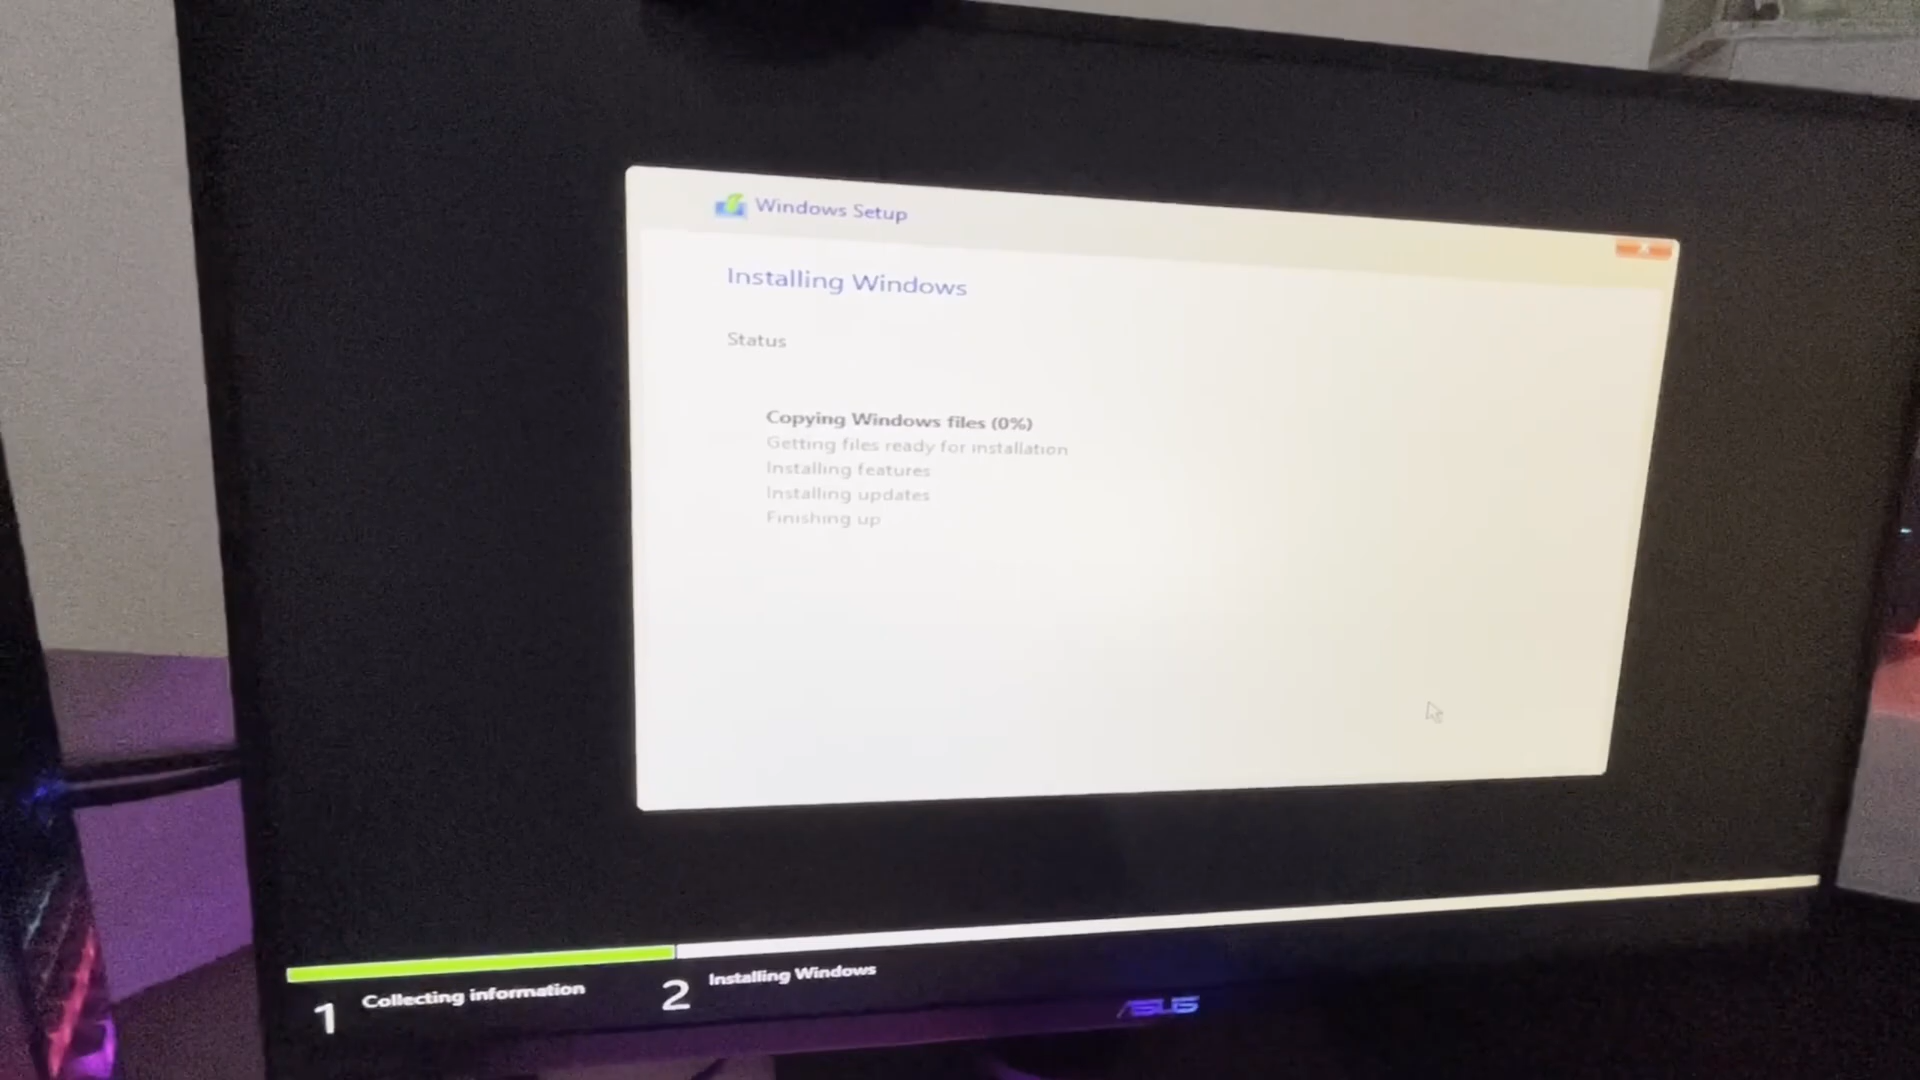 Windows Setup
Installing Windows
Status
Copying Windows files (0%)
Getting files ready for installation
Installing features
Installing updates
Finishing up
1 Collecting information
2 Installing Windows
ASUS